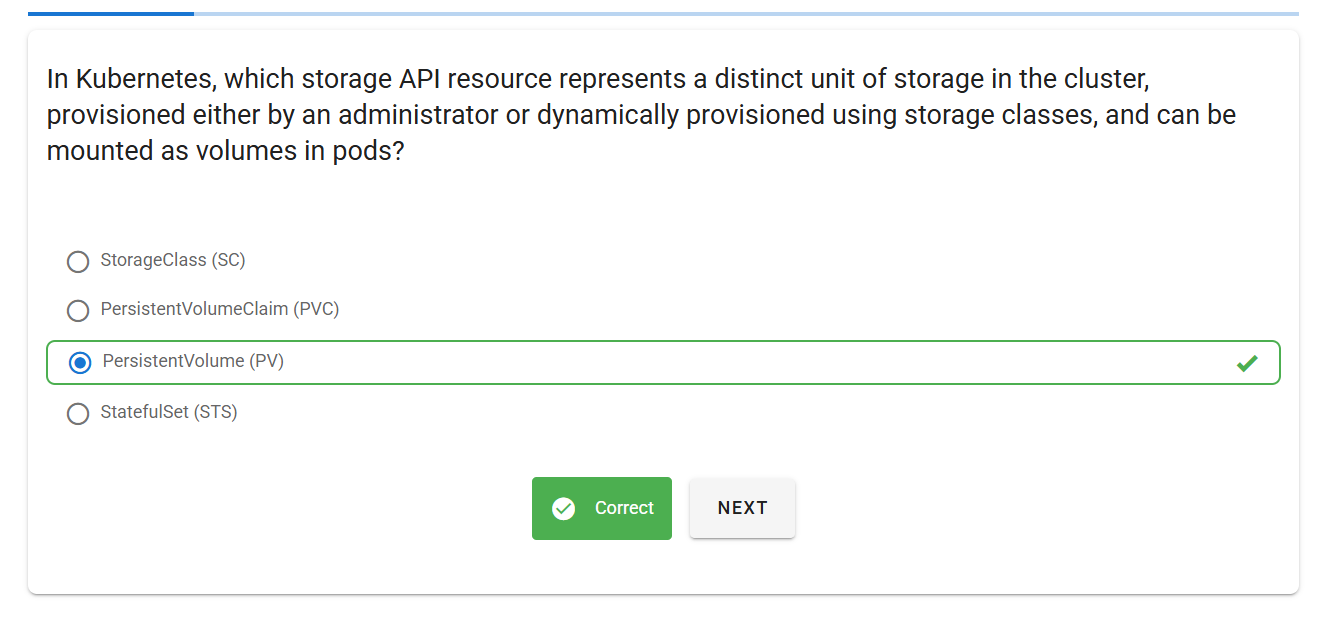 In Kubernetes, which storage API resource represents a distinct unit of storage in the cluster,
provisioned either by an administrator or dynamically provisioned using storage classes, and can be
mounted as volumes in pods?
StorageClass (SC)
PersistentVolumeClaim (PVC)
PersistentVolume (PV)
StatefulSet (STS)
Correct
NEXT